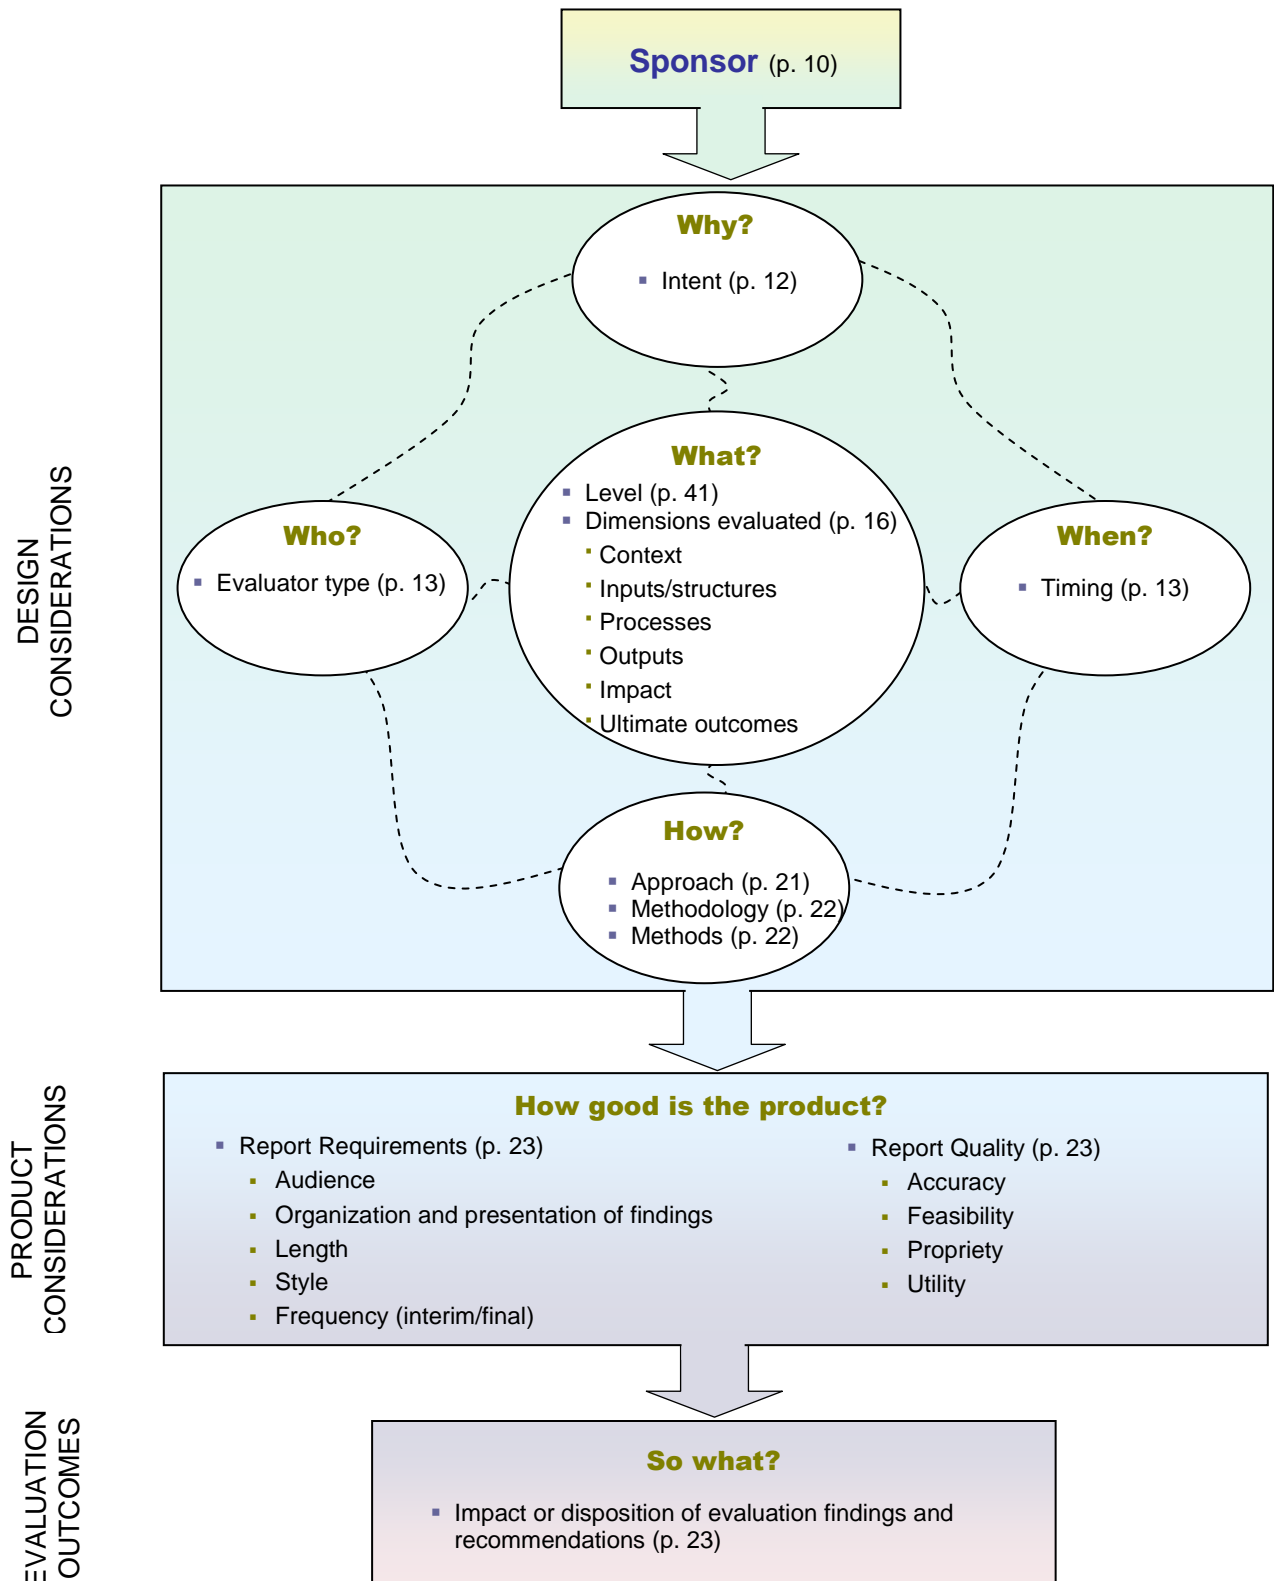 Sponsor (p. 10)
DESIGN
CONSIDERATIONS
Why?
Intent (p. 12)
What?
Level (p. 41)
Dimensions evaluated (p. 16)
Context
Inputs/structures
Processes
Outputs
Impact
Ultimate outcomes
Who?
Evaluator type (p. 13)
When?
Timing (p. 13)
How?
Approach (p. 21)
Methodology (p. 22)
Methods (p. 22)
PRODUCT
CONSIDERATIONS
How good is the product?
Report Requirements (p. 23)
Audience
Organization and presentation of findings
Length
Style
Frequency (interim/final)
Report Quality (p. 23)
Accuracy
Feasibility
Propriety
Utility
EVALUATION
OUTCOMES
So what?
Impact or disposition of evaluation findings and
recommendations (p. 23)